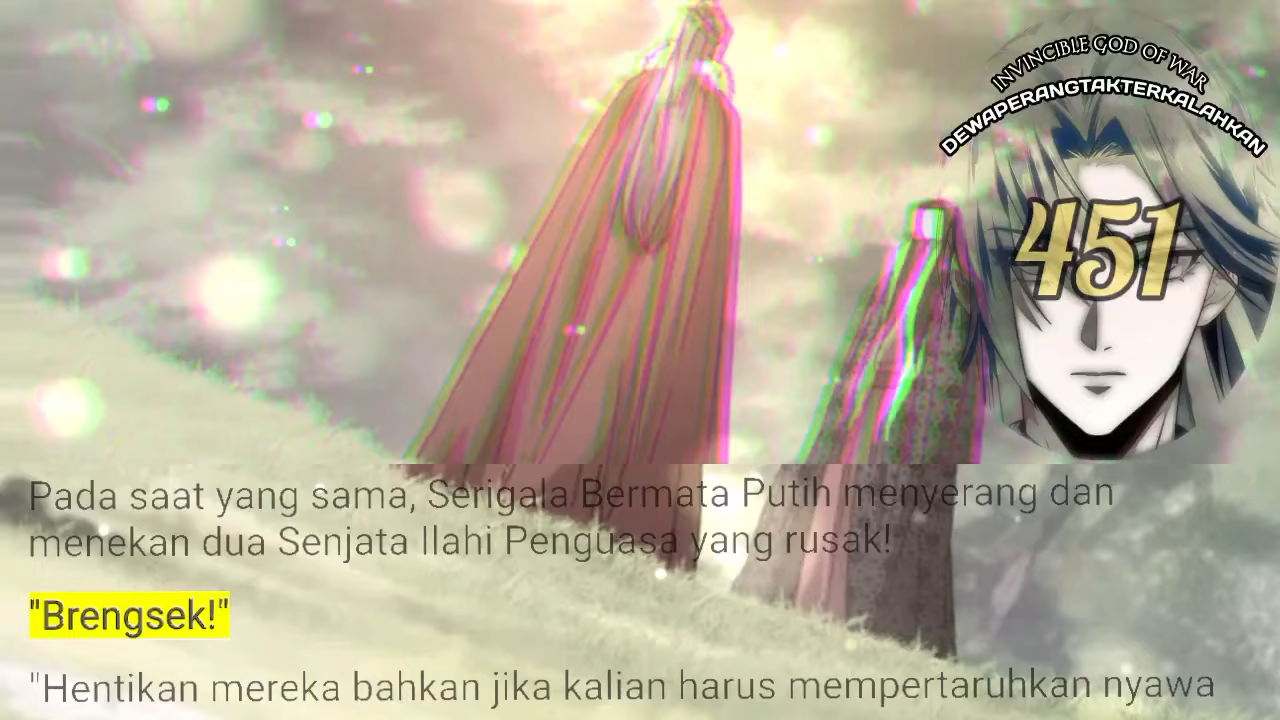 INVINCIBLE GOD OF WAR
DEWAPERANGTAKTERKALAHKAN
451
Pada saat yang sama, Serigala Bermata Putih menyerang dan
menekan dua Senjata Ilahi Penguasa yang rusak!
"Brengsek!"
"Hentikan mereka bahkan jika kalian harus mempertaruhkan nyawa